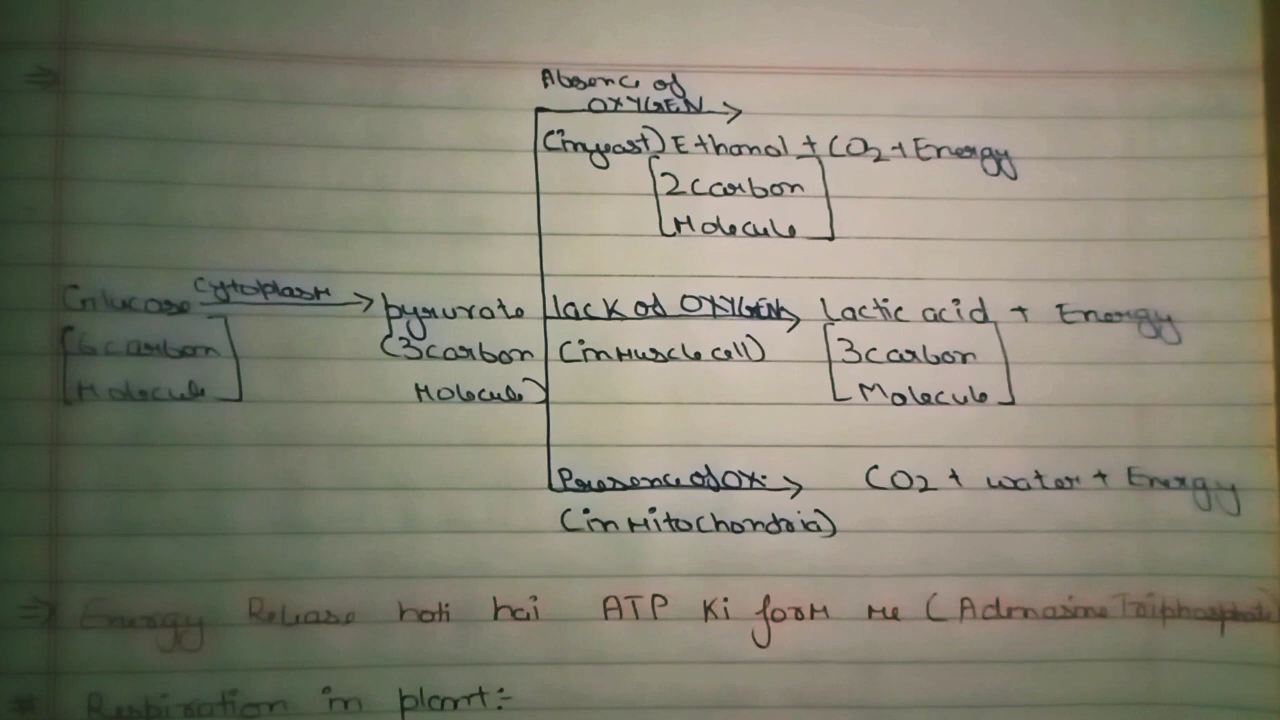 ⇒
Absence of
OXYGEN
(in yeast) Ethanol + CO2 + Energy
[2 carbon
Molecule]
Glucose cytoplasm pyruvate lack of OXYGEN Lactic acid + Energy
[6 carbon
Molecule]
(3 carbon
Molecule)
(in Muscle cell)
[3 carbon
Molecule]
Presence of OX. CO2 + water + Energy
(in Mitochondria)
⇒ Energy Release hoti hai ATP Ki form me (Adrnasine Triphosphate)
# Respiration in plant:-